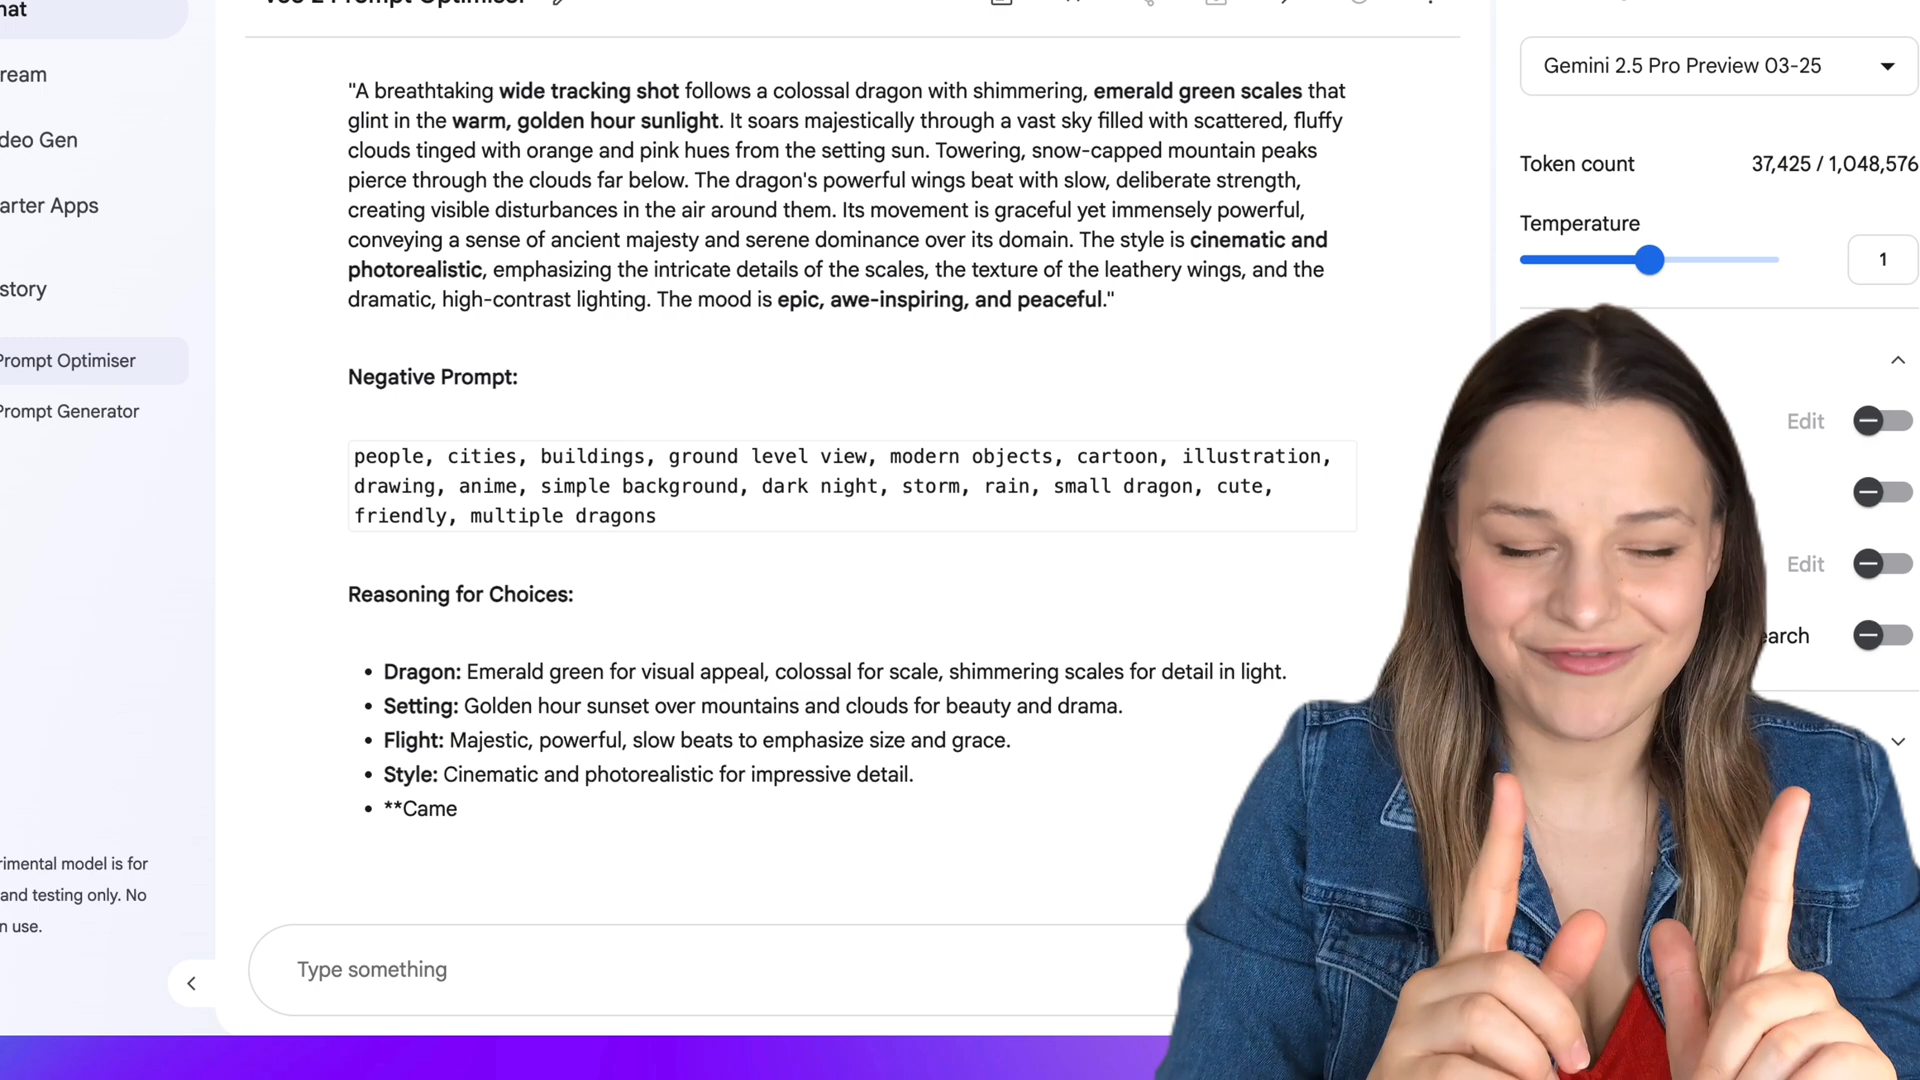 hat
Prompt Optimiser
ream
deo Gen
arter Apps
story
Prompt Optimiser
Prompt Generator
rimental model is for
and testing only. No
n use.
"A breathtaking wide tracking shot follows a colossal dragon with shimmering, emerald green scales that
glint in the warm, golden hour sunlight. It soars majestically through a vast sky filled with scattered, fluffy
clouds tinged with orange and pink hues from the setting sun. Towering, snow-capped mountain peaks
pierce through the clouds far below. The dragon's powerful wings beat with slow, deliberate strength,
creating visible disturbances in the air around them. Its movement is graceful yet immensely powerful,
conveying a sense of ancient majesty and serene dominance over its domain. The style is cinematic and
photorealistic, emphasizing the intricate details of the scales, the texture of the leathery wings, and the
dramatic, high-contrast lighting. The mood is epic, awe-inspiring, and peaceful."
Negative Prompt:
people, cities, buildings, ground level view, modern objects, cartoon, illustration,
drawing, anime, simple background, dark night, storm, rain, small dragon, cute,
friendly, multiple dragons
Reasoning for Choices:
• Dragon: Emerald green for visual appeal, colossal for scale, shimmering scales for detail in light.
• Setting: Golden hour sunset over mountains and clouds for beauty and drama.
• Flight: Majestic, powerful, slow beats to emphasize size and grace.
• Style: Cinematic and photorealistic for impressive detail.
• **Came
Type something
Gemini 2.5 Pro Preview 03-25
Token count 37,425 / 1,048,576
Temperature
1
Edit
Edit
earch